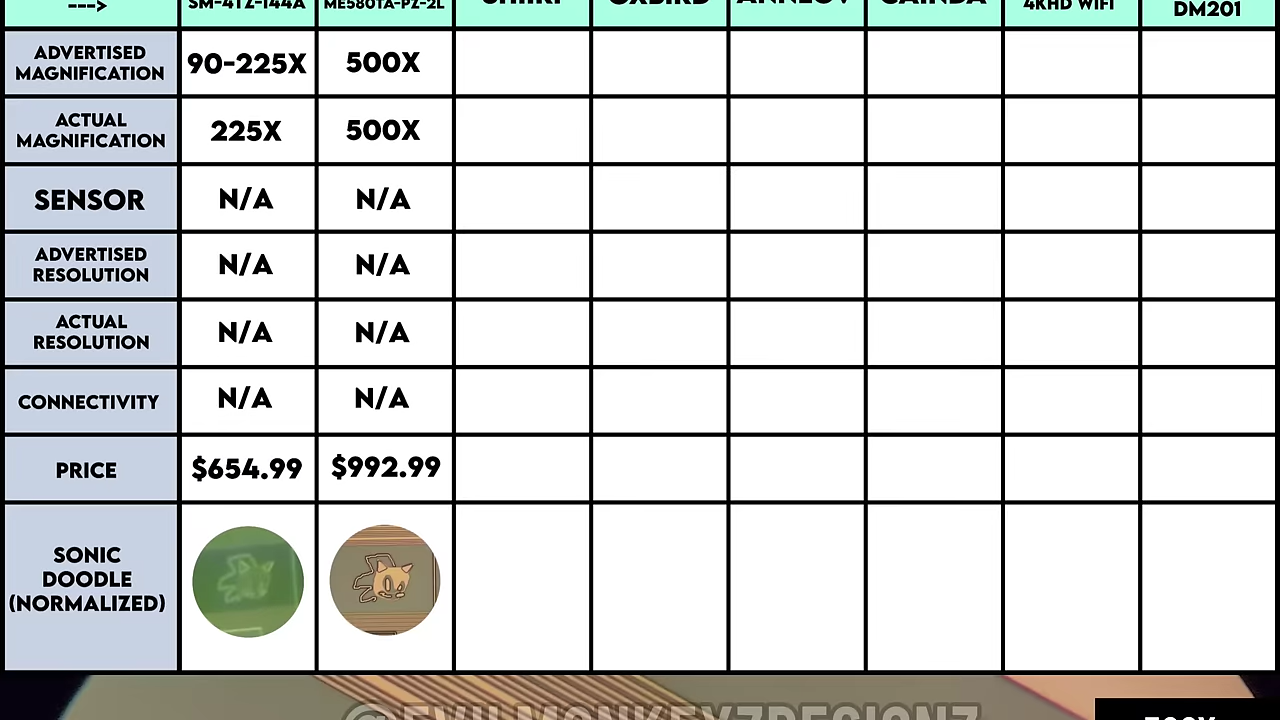 --->
SM-4TZ-144A
ME580TA-PZ-2L
4KHD WIFI
DM201
ADVERTISED
MAGNIFICATION
90-225X
500X
ACTUAL
MAGNIFICATION
225X
500X
SENSOR
N/A
N/A
ADVERTISED
RESOLUTION
N/A
N/A
ACTUAL
RESOLUTION
N/A
N/A
CONNECTIVITY
N/A
N/A
PRICE
$654.99
$992.99
SONIC
DOODLE
(NORMALIZED)
@EVILMONKEYZDESIGNZ